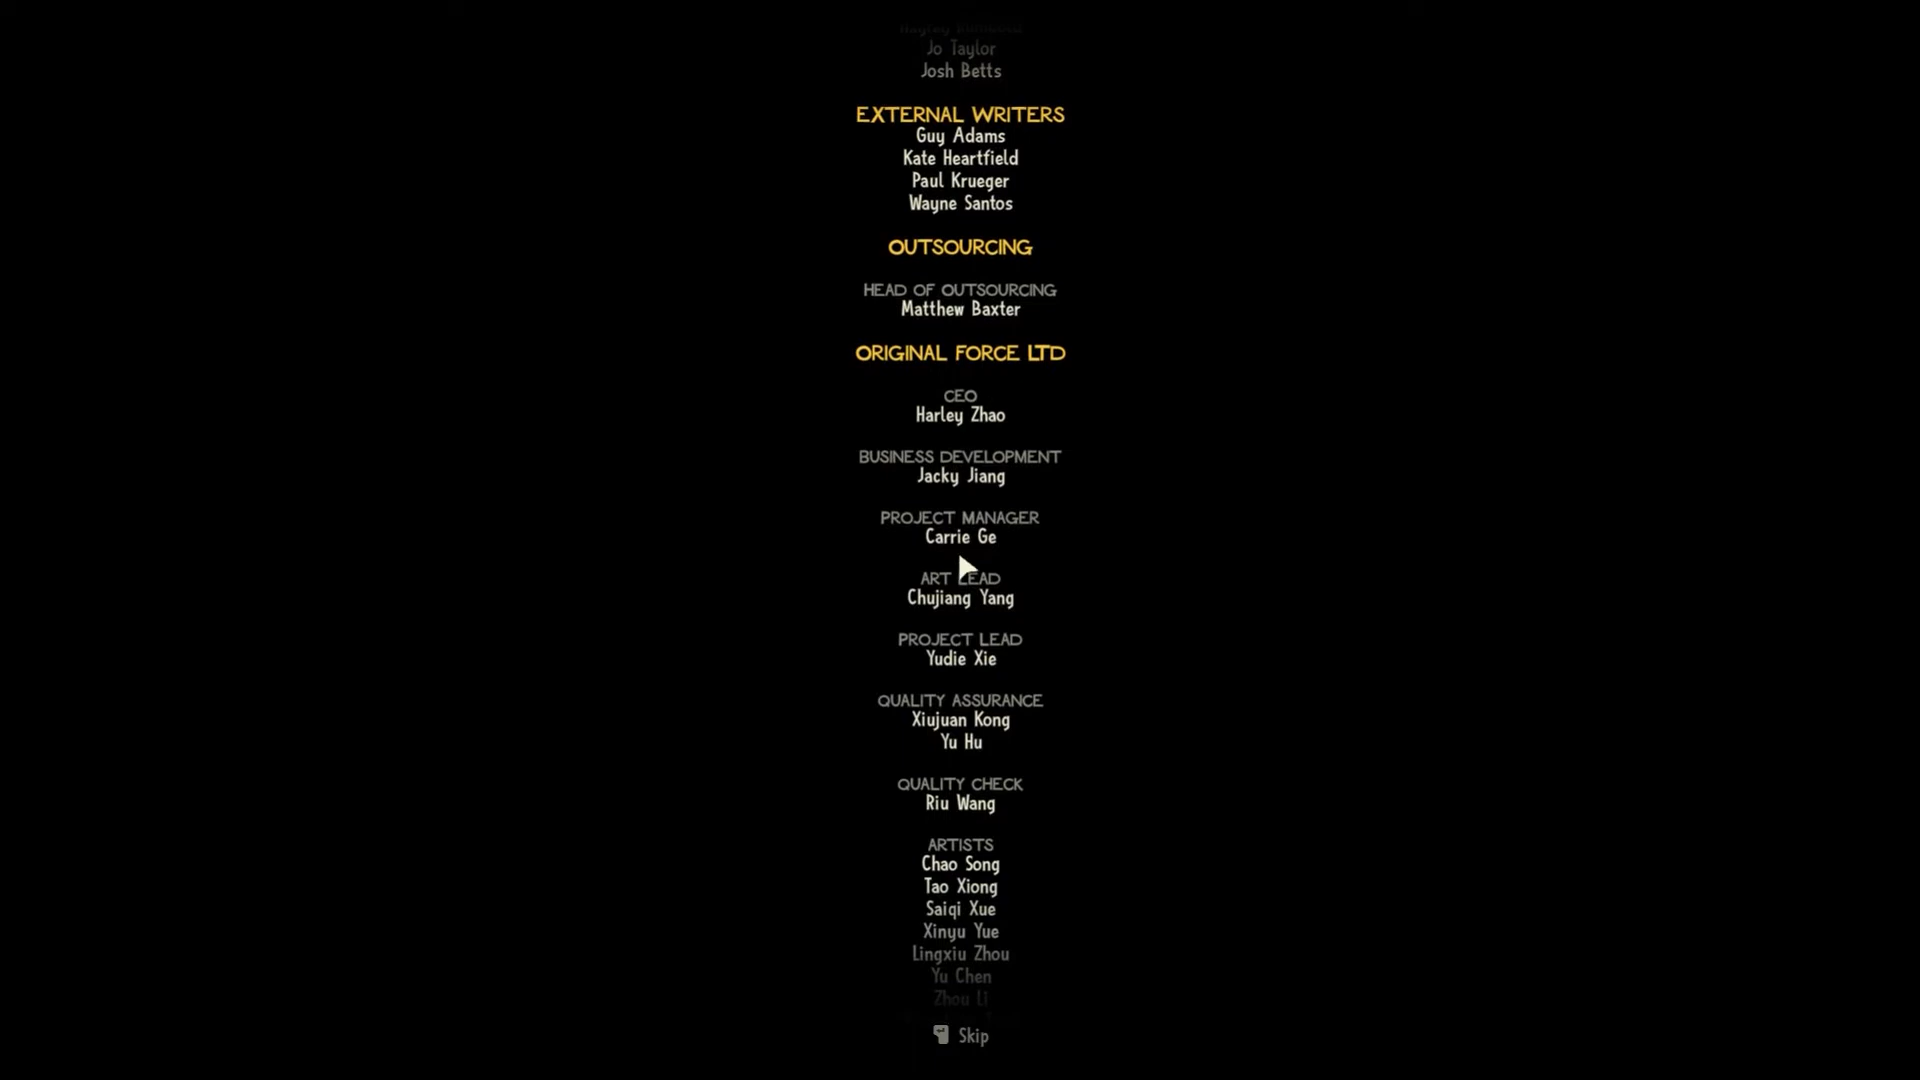 Jo Taylor
Josh Betts
EXTERNAL WRITERS
Guy Adams
Kate Heartfield
Paul Krueger
Wayne Santos
OUTSOURCING
HEAD OF OUTSOURCING
Matthew Baxter
ORIGINAL FORCE LTD
CEO
Harley Zhao
BUSINESS DEVELOPMENT
Jacky Jiang
PROJECT MANAGER
Carrie Ge
ART LEAD
Chujiang Yang
PROJECT LEAD
Yudie Xie
QUALITY ASSURANCE
Xiujuan Kong
Yu Hu
QUALITY CHECK
Riu Wang
ARTISTS
Chao Song
Tao Xiong
Saiqi Xue
Xinyu Yue
Lingxiu Zhou
Yu Chen
Zhou Li
Skip